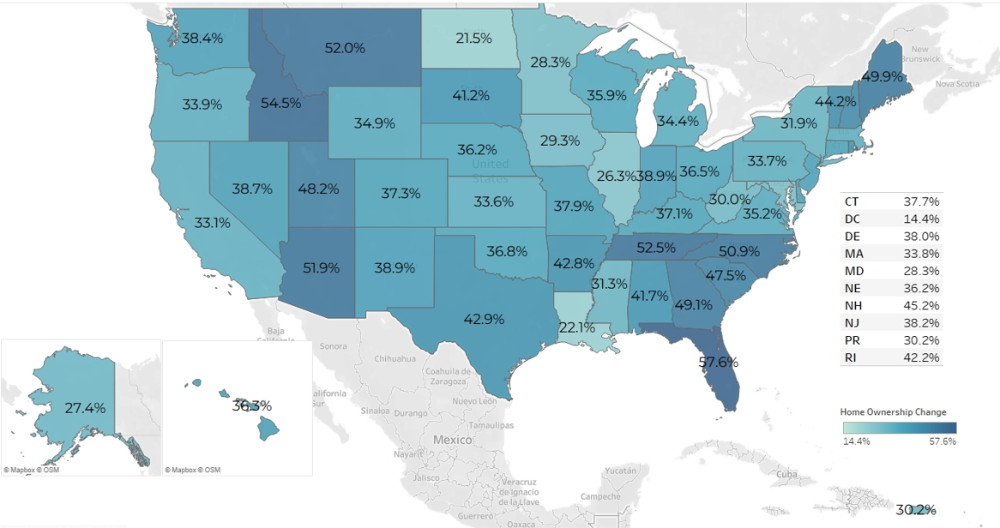 New
Brunswick
Nova Scotia
38.4%
52.0%
21.5%
28.3%
49.9%
33.9%
54.5%
41.2%
35.9%
44.2%
34.9%
34.4%
31.9%
36.2%
29.3%
33.7%
United
States
38.7%
48.2%
37.3%
33.6%
26.3%
38.9%
36.5%
30.0%
35.2%
33.1%
37.9%
37.1%
51.9%
38.9%
36.8%
42.8%
52.5%
50.9%
47.5%
31.3%
41.7%
49.1%
42.9%
22.1%
57.6%
CT 37.7%
DC 14.4%
DE 38.0%
MA 33.8%
MD 28.3%
NE 36.2%
NH 45.2%
NJ 38.2%
PR 30.2%
RI 42.2%
Baja
California
Sonora
Chihuahua
Coahuila de
Zaragoza
alifornia
Sur
Nuevo León
Sinaloa
Durango
Tamaulipas
Mexico
Nayarit
Jalisco
Veracruz
de Ignacio
de la Llave
Yucatán
Campeche
Guerrero
Oaxaca
Cuba
27.4%
36.3%
© Mapbox © OSM
© Mapbox © OSM
Home Ownership Change
14.4% 57.6%
30.2%